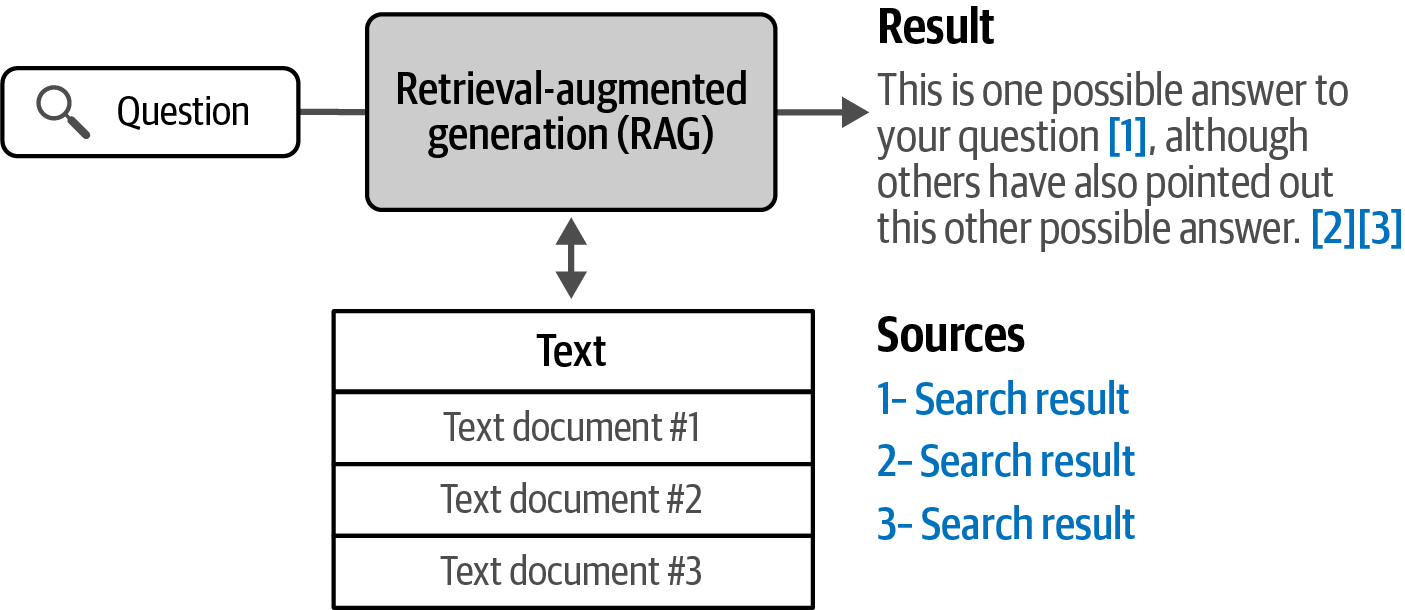 Question
Retrieval-augmented
generation (RAG)
Result
This is one possible answer to
your question [1], although
others have also pointed out
this other possible answer. [2][3]
Text
Text document #1
Text document #2
Text document #3
Sources
1– Search result
2– Search result
3– Search result